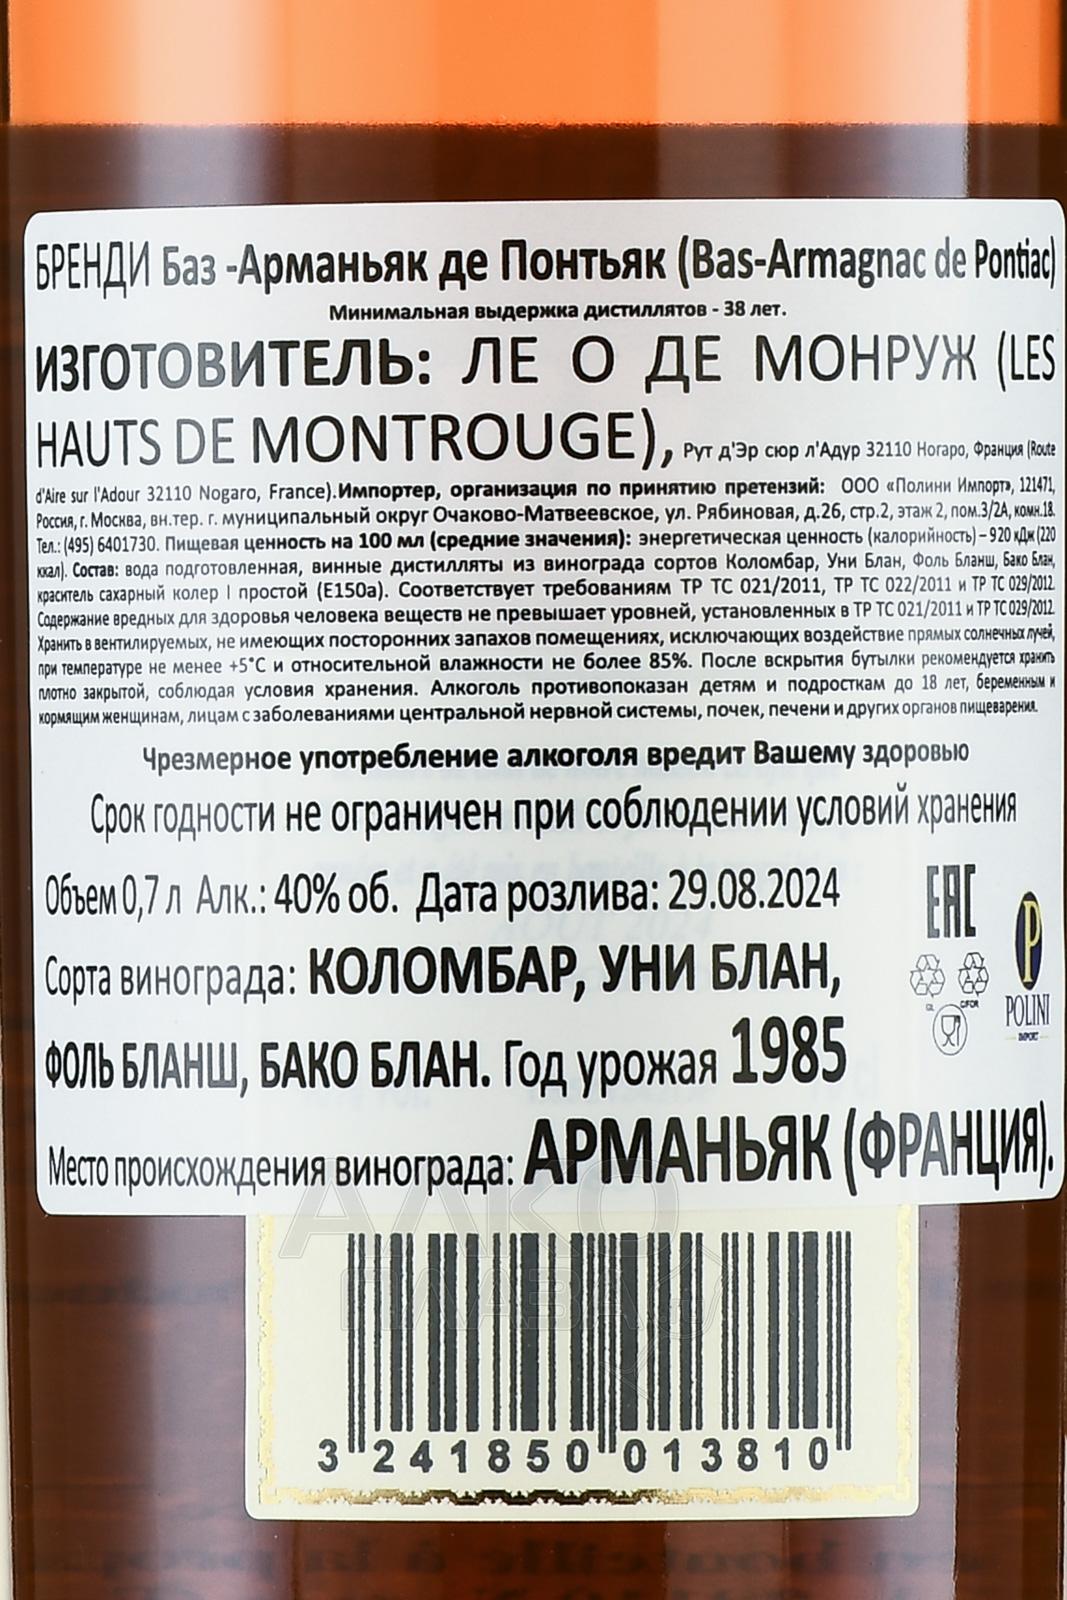 БРЕНДИ Баз -Арманьяк де Понтьяк (Bas-Armagnac de Pontiac)
Минимальная выдержка дистиллятов - 38 лет.
ИЗГОТОВИТЕЛЬ: ЛЕ О ДЕ МОНРУЖ (LES
HAUTS DE MONTROUGE), Рут д'Эр сюр л'Адур 32110 Ногаро, Франция (Route
d'Aire sur l'Adour 32110 Nogaro, France).Импортер, организация по принятию претензий: ООО «Полини Импорт», 121471,
Россия, г. Москва, вн.тер. г. муниципальный округ Очаково-Матвеевское, ул. Рябиновая, д.26, стр.2, этаж 2, пом.3/2А, комн.18.
Тел.: (495) 6401730. Пищевая ценность на 100 мл (средние значения): энергетическая ценность (калорийность) – 920 кДж (220
ккал). Состав: вода подготовленная, винные дистилляты из винограда сортов Коломбар, Уни Блан, Фоль Бланш, Бако Блан,
краситель сахарный колер I простой (Е150а). Соответствует требованиям ТР ТС 021/2011, ТР ТС 022/2011 и ТР ТС 029/2012.
Содержание вредных для здоровья человека веществ не превышает уровней, установленных в ТР ТС 021/2011 и ТР ТС 029/2012.
Хранить в вентилируемых, не имеющих посторонних запахов помещениях, исключающих воздействие прямых солнечных лучей,
при температуре не менее +5°С и относительной влажности не более 85%. После вскрытия бутылки рекомендуется хранить
плотно закрытой, соблюдая условия хранения. Алкоголь противопоказан детям и подросткам до 18 лет, беременным и
кормящим женщинам, лицам с заболеваниями центральной нервной системы, почек, печени и других органов пищеварения.
Чрезмерное употребление алкоголя вредит Вашему здоровью
Срок годности не ограничен при соблюдении условий хранения
Объем 0,7 л Алк.: 40% об. Дата розлива: 29.08.2024
EAC
Сорта винограда: КОЛОМБАР, УНИ БЛАН,
GL C/FOR
P
POLINI
IMPORT
ФОЛЬ БЛАНШ, БАКО БЛАН. Год урожая 1985
Место происхождения винограда: АРМАНЬЯК (ФРАНЦИЯ).
АЛКО
ПЛАЗА
3 241850 013810